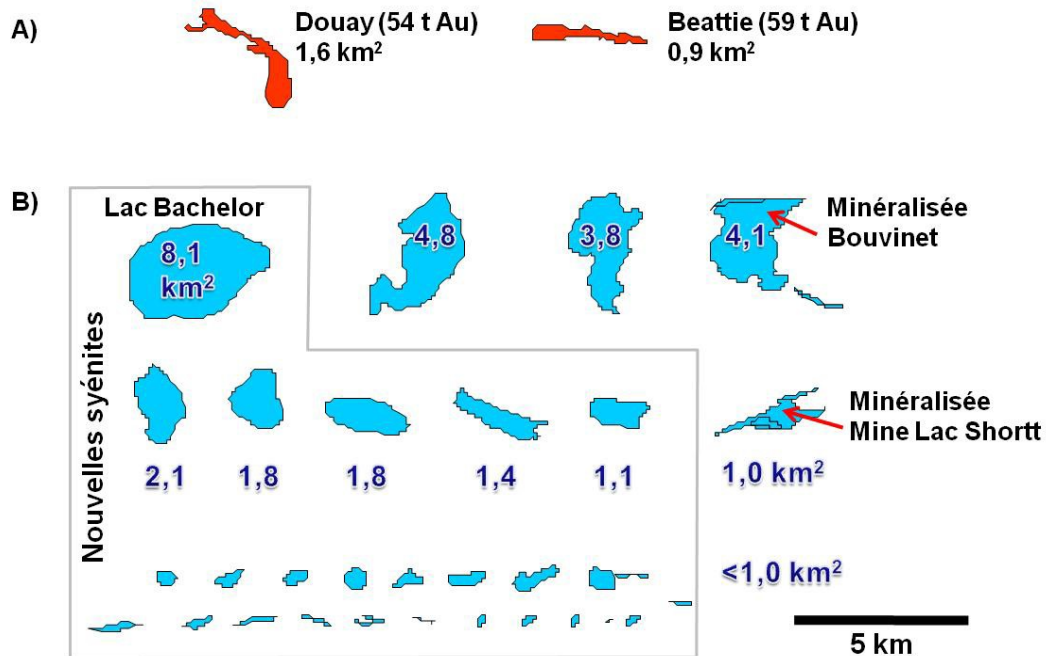 A)
Douay (54 t Au)
1,6 km²
Beattie (59 t Au)
0,9 km²
B)
Lac Bachelor
Nouvelles syénites
8,1
km²
4,8
3,8
4,1
Minéralisée
Bouvinet
Minéralisée
Mine Lac Shortt
2,1
1,8
1,8
1,4
1,1
1,0 km²
<1,0 km²
5 km